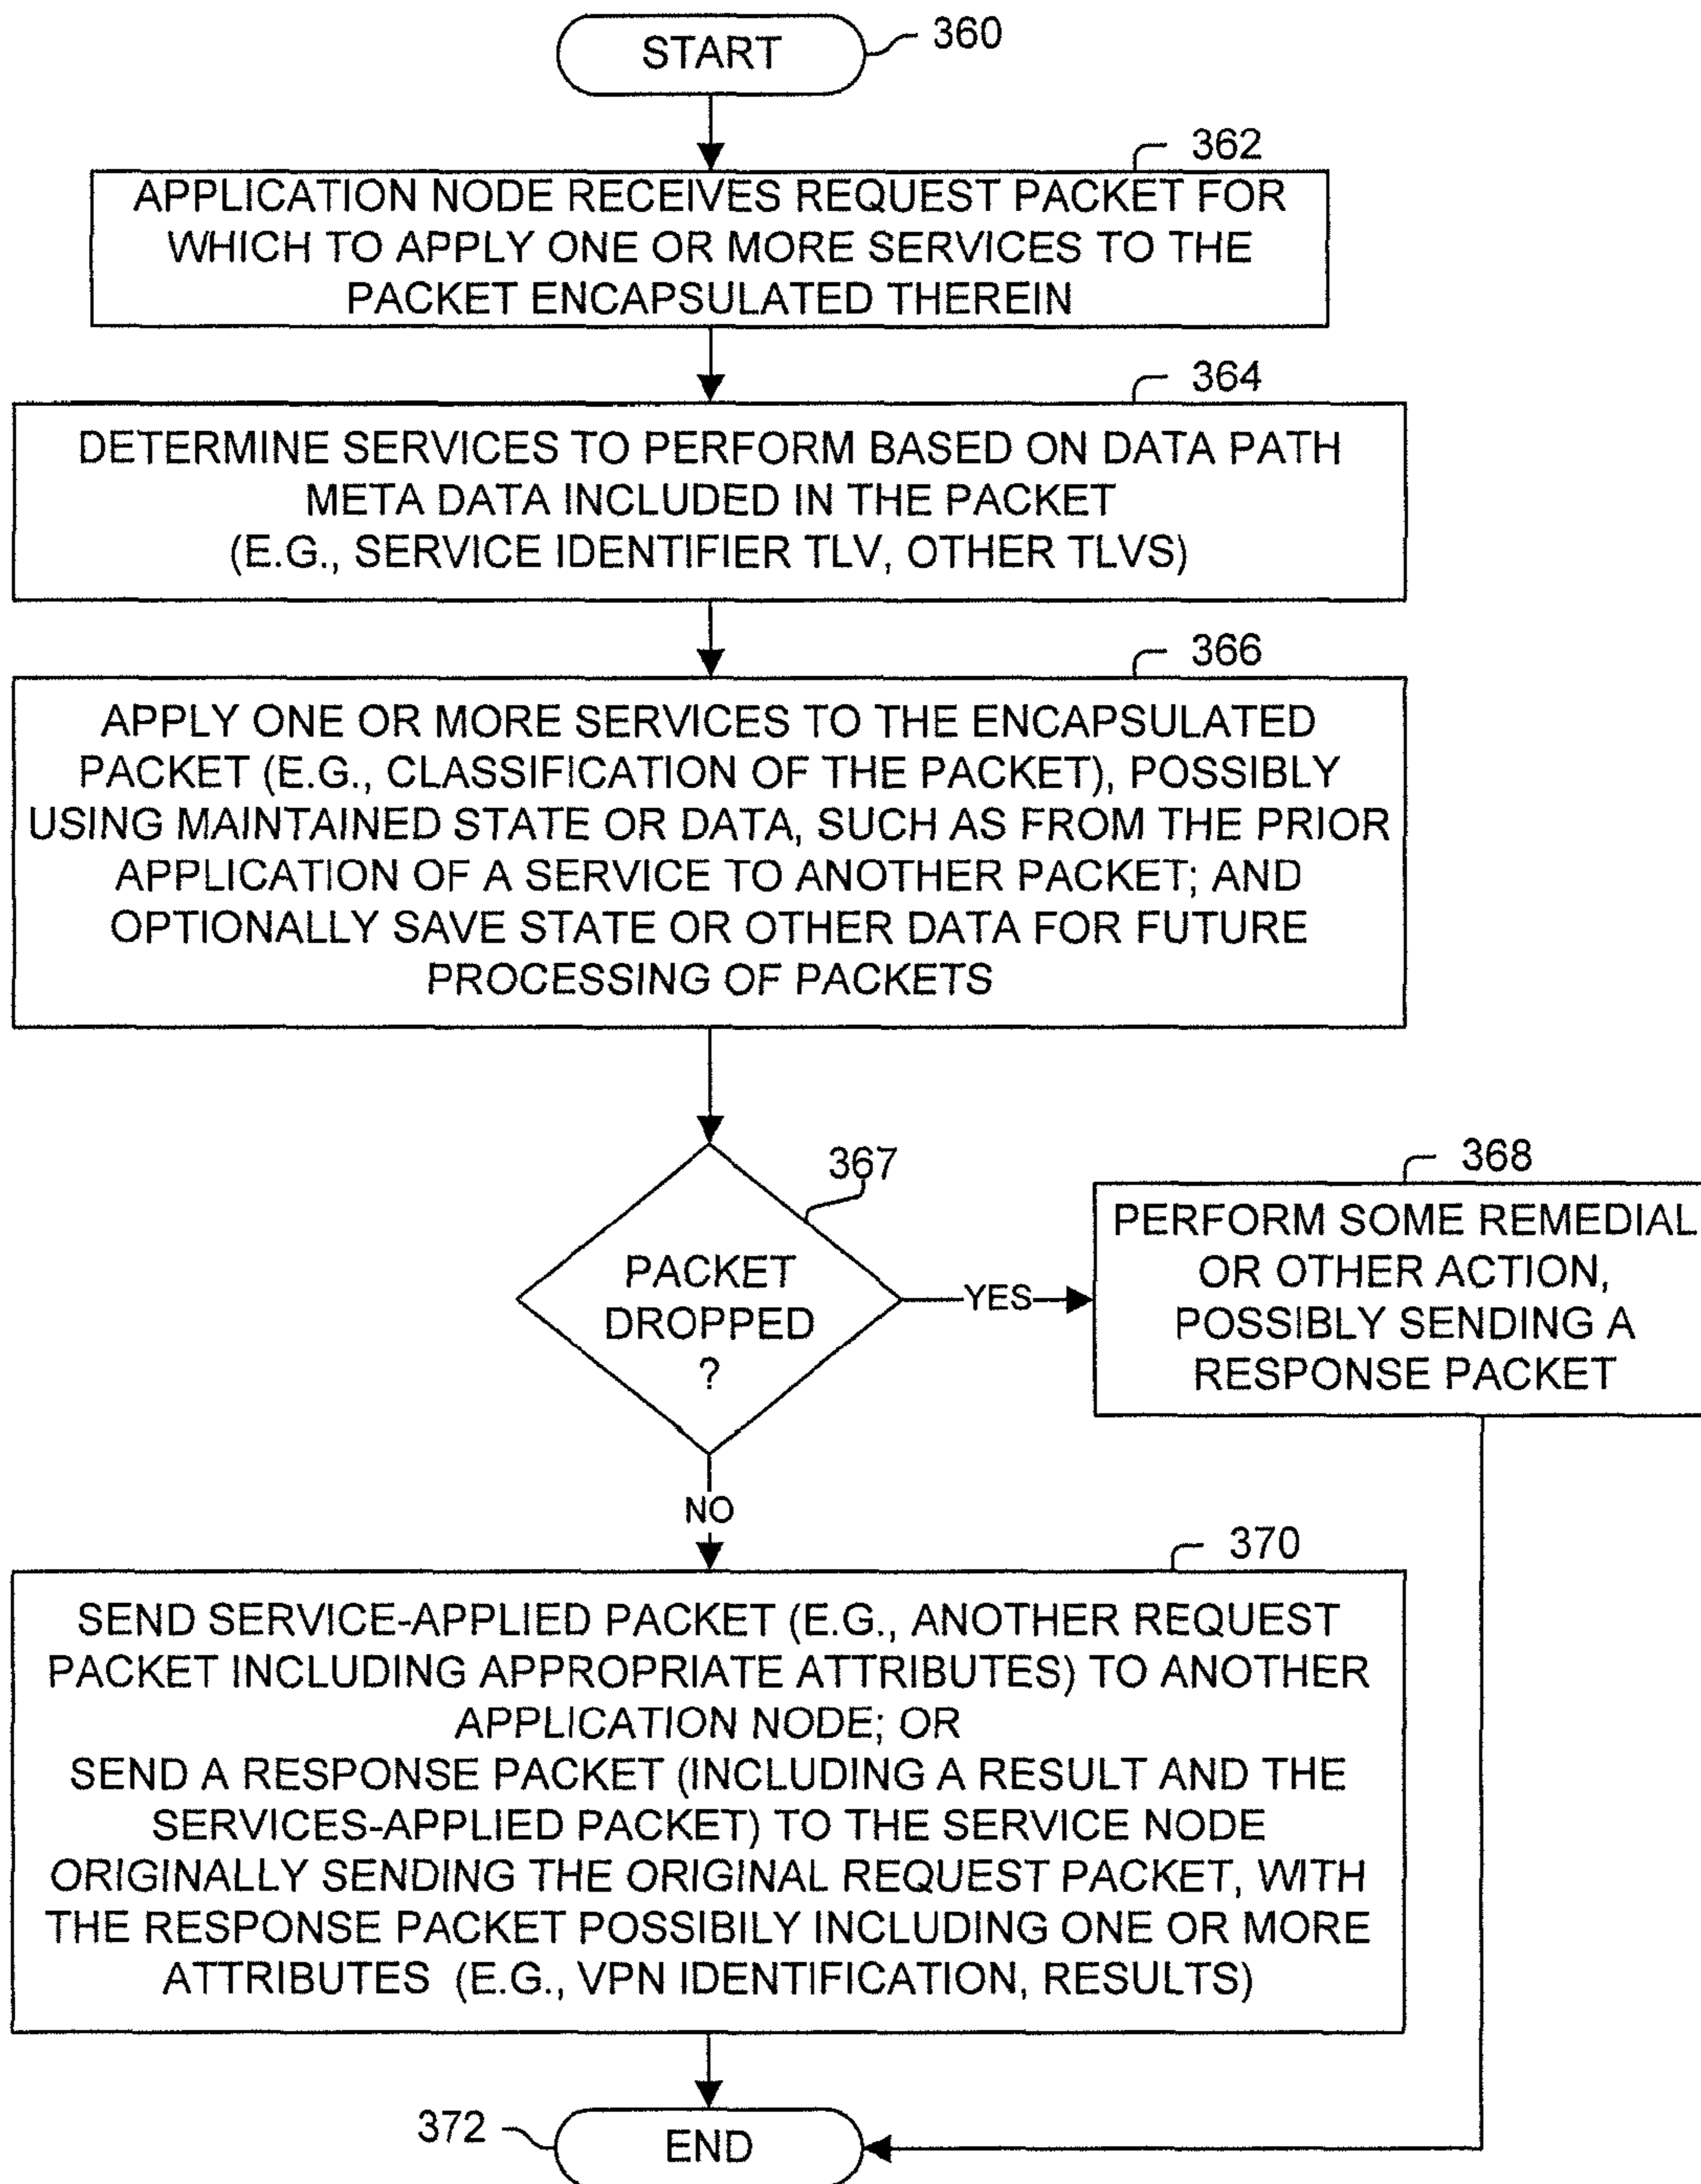 START
360
362
APPLICATION NODE RECEIVES REQUEST PACKET FOR
WHICH TO APPLY ONE OR MORE SERVICES TO THE
PACKET ENCAPSULATED THEREIN
364
DETERMINE SERVICES TO PERFORM BASED ON DATA PATH
META DATA INCLUDED IN THE PACKET
(E.G., SERVICE IDENTIFIER TLV, OTHER TLVS)
366
APPLY ONE OR MORE SERVICES TO THE ENCAPSULATED
PACKET (E.G., CLASSIFICATION OF THE PACKET), POSSIBLY
USING MAINTAINED STATE OR DATA, SUCH AS FROM THE PRIOR
APPLICATION OF A SERVICE TO ANOTHER PACKET; AND
OPTIONALLY SAVE STATE OR OTHER DATA FOR FUTURE
PROCESSING OF PACKETS
367
PACKET
DROPPED
?
YES
368
PERFORM SOME REMEDIAL
OR OTHER ACTION,
POSSIBLY SENDING A
RESPONSE PACKET
NO
370
SEND SERVICE-APPLIED PACKET (E.G., ANOTHER REQUEST
PACKET INCLUDING APPROPRIATE ATTRIBUTES) TO ANOTHER
APPLICATION NODE; OR
SEND A RESPONSE PACKET (INCLUDING A RESULT AND THE
SERVICES-APPLIED PACKET) TO THE SERVICE NODE
ORIGINALLY SENDING THE ORIGINAL REQUEST PACKET, WITH
THE RESPONSE PACKET POSSIBILY INCLUDING ONE OR MORE
ATTRIBUTES (E.G., VPN IDENTIFICATION, RESULTS)
372
END